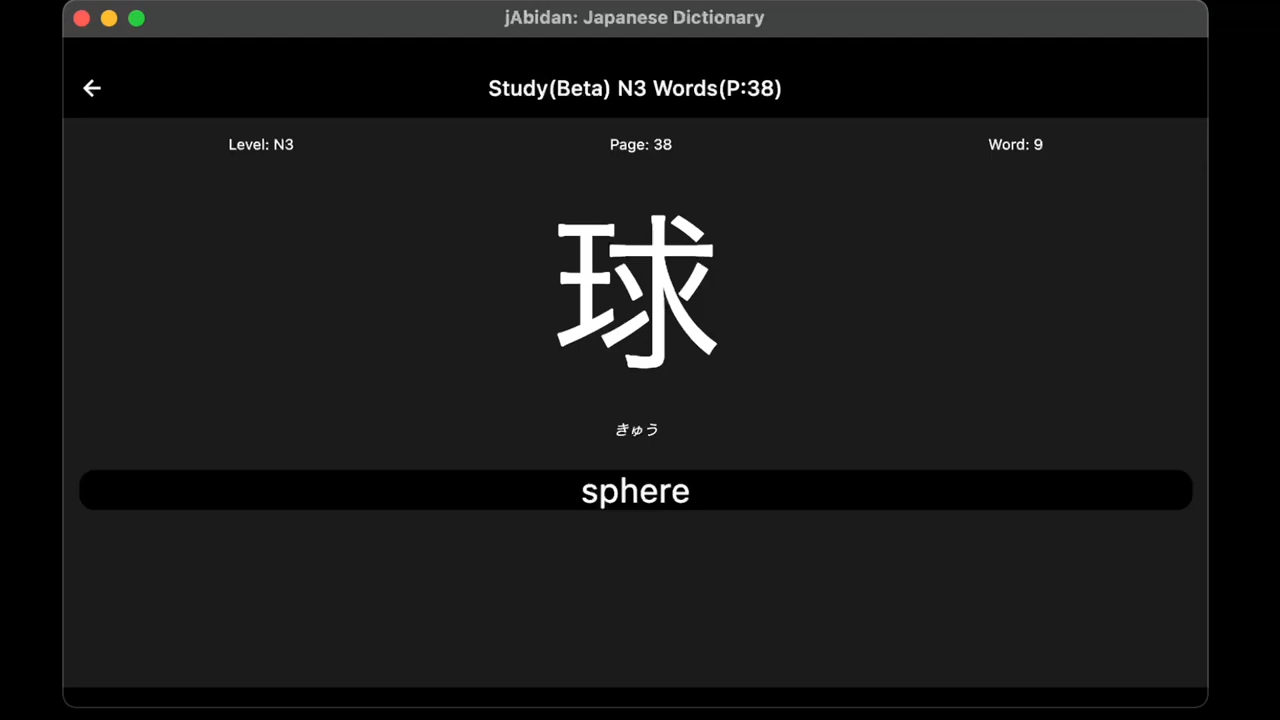 jAbidan: Japanese Dictionary
Study(Beta) N3 Words(P:38)
Level: N3 Page: 38 Word: 9
球
きゅう
sphere